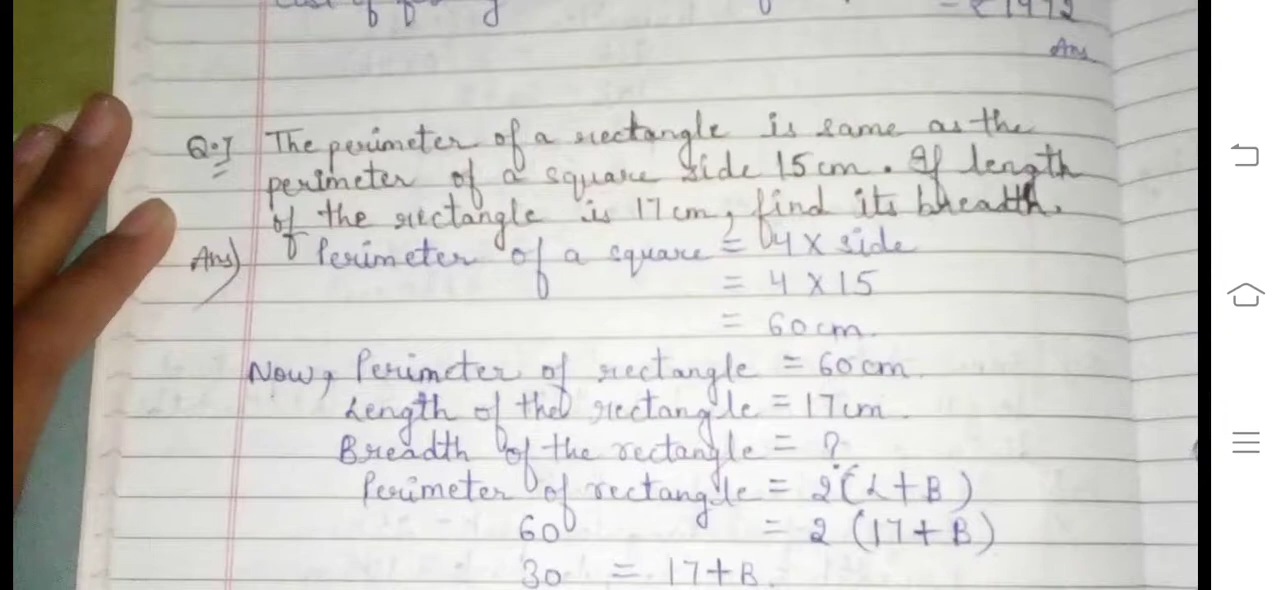 = ₹1972
Ans
Q.7 The perimeter of a rectangle is same as the
perimeter of a square side 15 cm. If length
of the rectangle is 17 cm, find its breadth.
Ans) Perimeter of a square = 4 x side
= 4 x 15
= 60 cm.
Now, Perimeter of rectangle = 60 cm.
Length of the rectangle = 17 cm.
Breadth of the rectangle = ?
Perimeter of rectangle = 2 (L+B)
60 = 2 (17+B)
30 = 17+B.